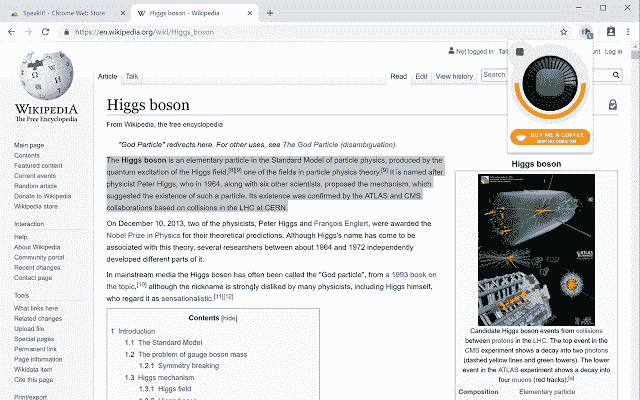 SpeakIt! - Chrome Web Store
Higgs boson - Wikipedia
https://en.wikipedia.org/wiki/Higgs_boson
WIKIPEDIA
The Free Encyclopedia
Not logged in
Log in
Article Talk
Read Edit View history
Search
BUY ME A COFFEE
Main page
Contents
Featured content
Current events
Random article
Donate to Wikipedia
Wikipedia store
Interaction
Help
About Wikipedia
Community portal
Recent changes
Contact page
Tools
What links here
Related changes
Upload file
Special pages
Permanent link
Page information
Wikidata item
Cite this page
Print/export
Higgs boson
From Wikipedia, the free encyclopedia
"God Particle" redirects here. For other uses, see The God Particle (disambiguation).
The Higgs boson is an elementary particle in the Standard Model of particle physics, produced by the
quantum excitation of the Higgs field,[8][9] one of the fields in particle physics theory.[9] It is named after
physicist Peter Higgs, who in 1964, along with six other scientists, proposed the mechanism, which
suggested the existence of such a particle. Its existence was confirmed by the ATLAS and CMS
collaborations based on collisions in the LHC at CERN.
On December 10, 2013, two of the physicists, Peter Higgs and François Englert, were awarded the
Nobel Prize in Physics for their theoretical predictions. Although Higgs's name has come to be
associated with this theory, several researchers between about 1964 and 1972 independently
developed different parts of it.
In mainstream media the Higgs boson has often been called the "God particle", from a 1993 book on
the topic,[10] although the nickname is strongly disliked by many physicists, including Higgs himself,
who regard it as sensationalistic.[11][12]
Contents [hide]
1 Introduction
1.1 The Standard Model
1.2 The problem of gauge boson mass
1.2.1 Symmetry breaking
1.3 Higgs mechanism
1.3.1 Higgs field
Higgs boson
ATLAS
Candidate Higgs boson events from collisions
between protons in the LHC. The top event in the
CMS experiment shows a decay into two photons
(dashed yellow lines and green towers). The lower
event in the ATLAS experiment shows a decay into
four muons (red tracks).[a]
Composition Elementary particle